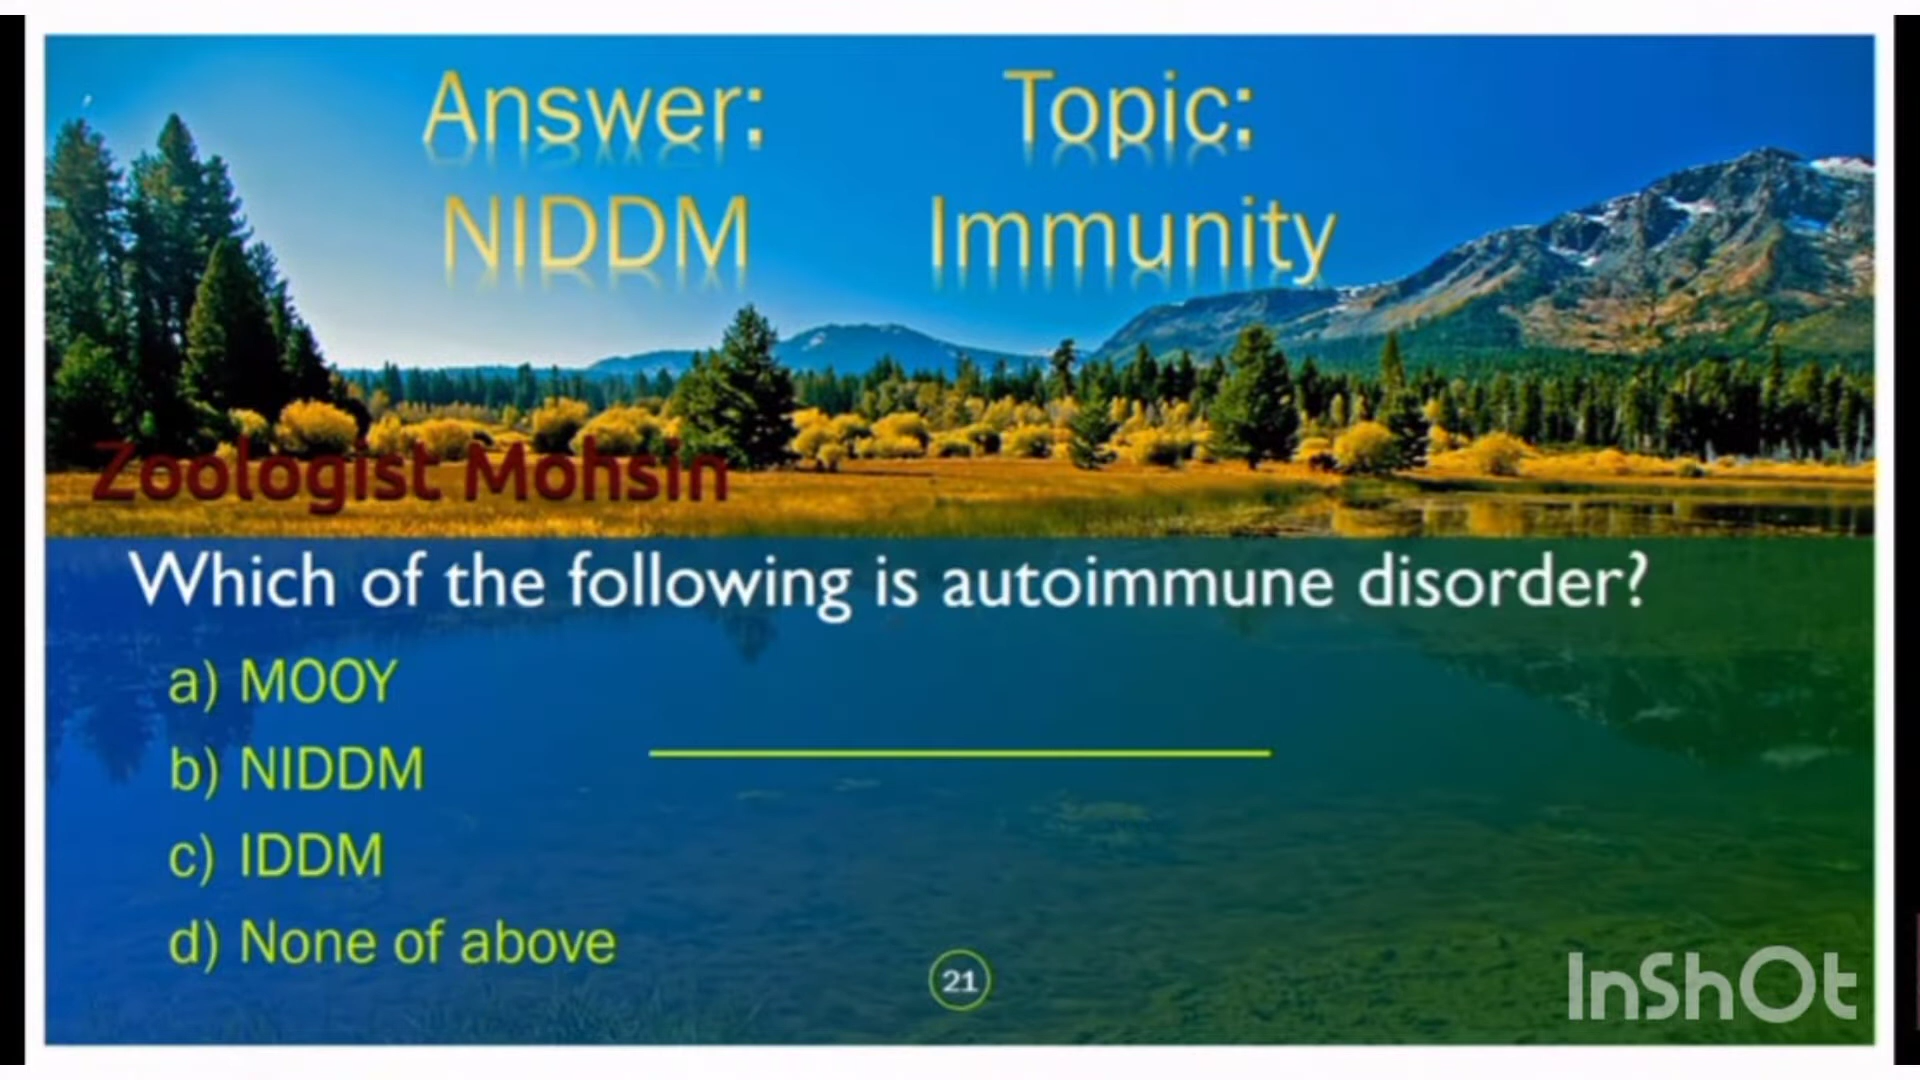 Answer:
NIDDM
Topic:
Immunity
Zoologist Mohsin
Which of the following is autoimmune disorder?
a) MOOY
b) NIDDM
c) IDDM
d) None of above
21
InShOt